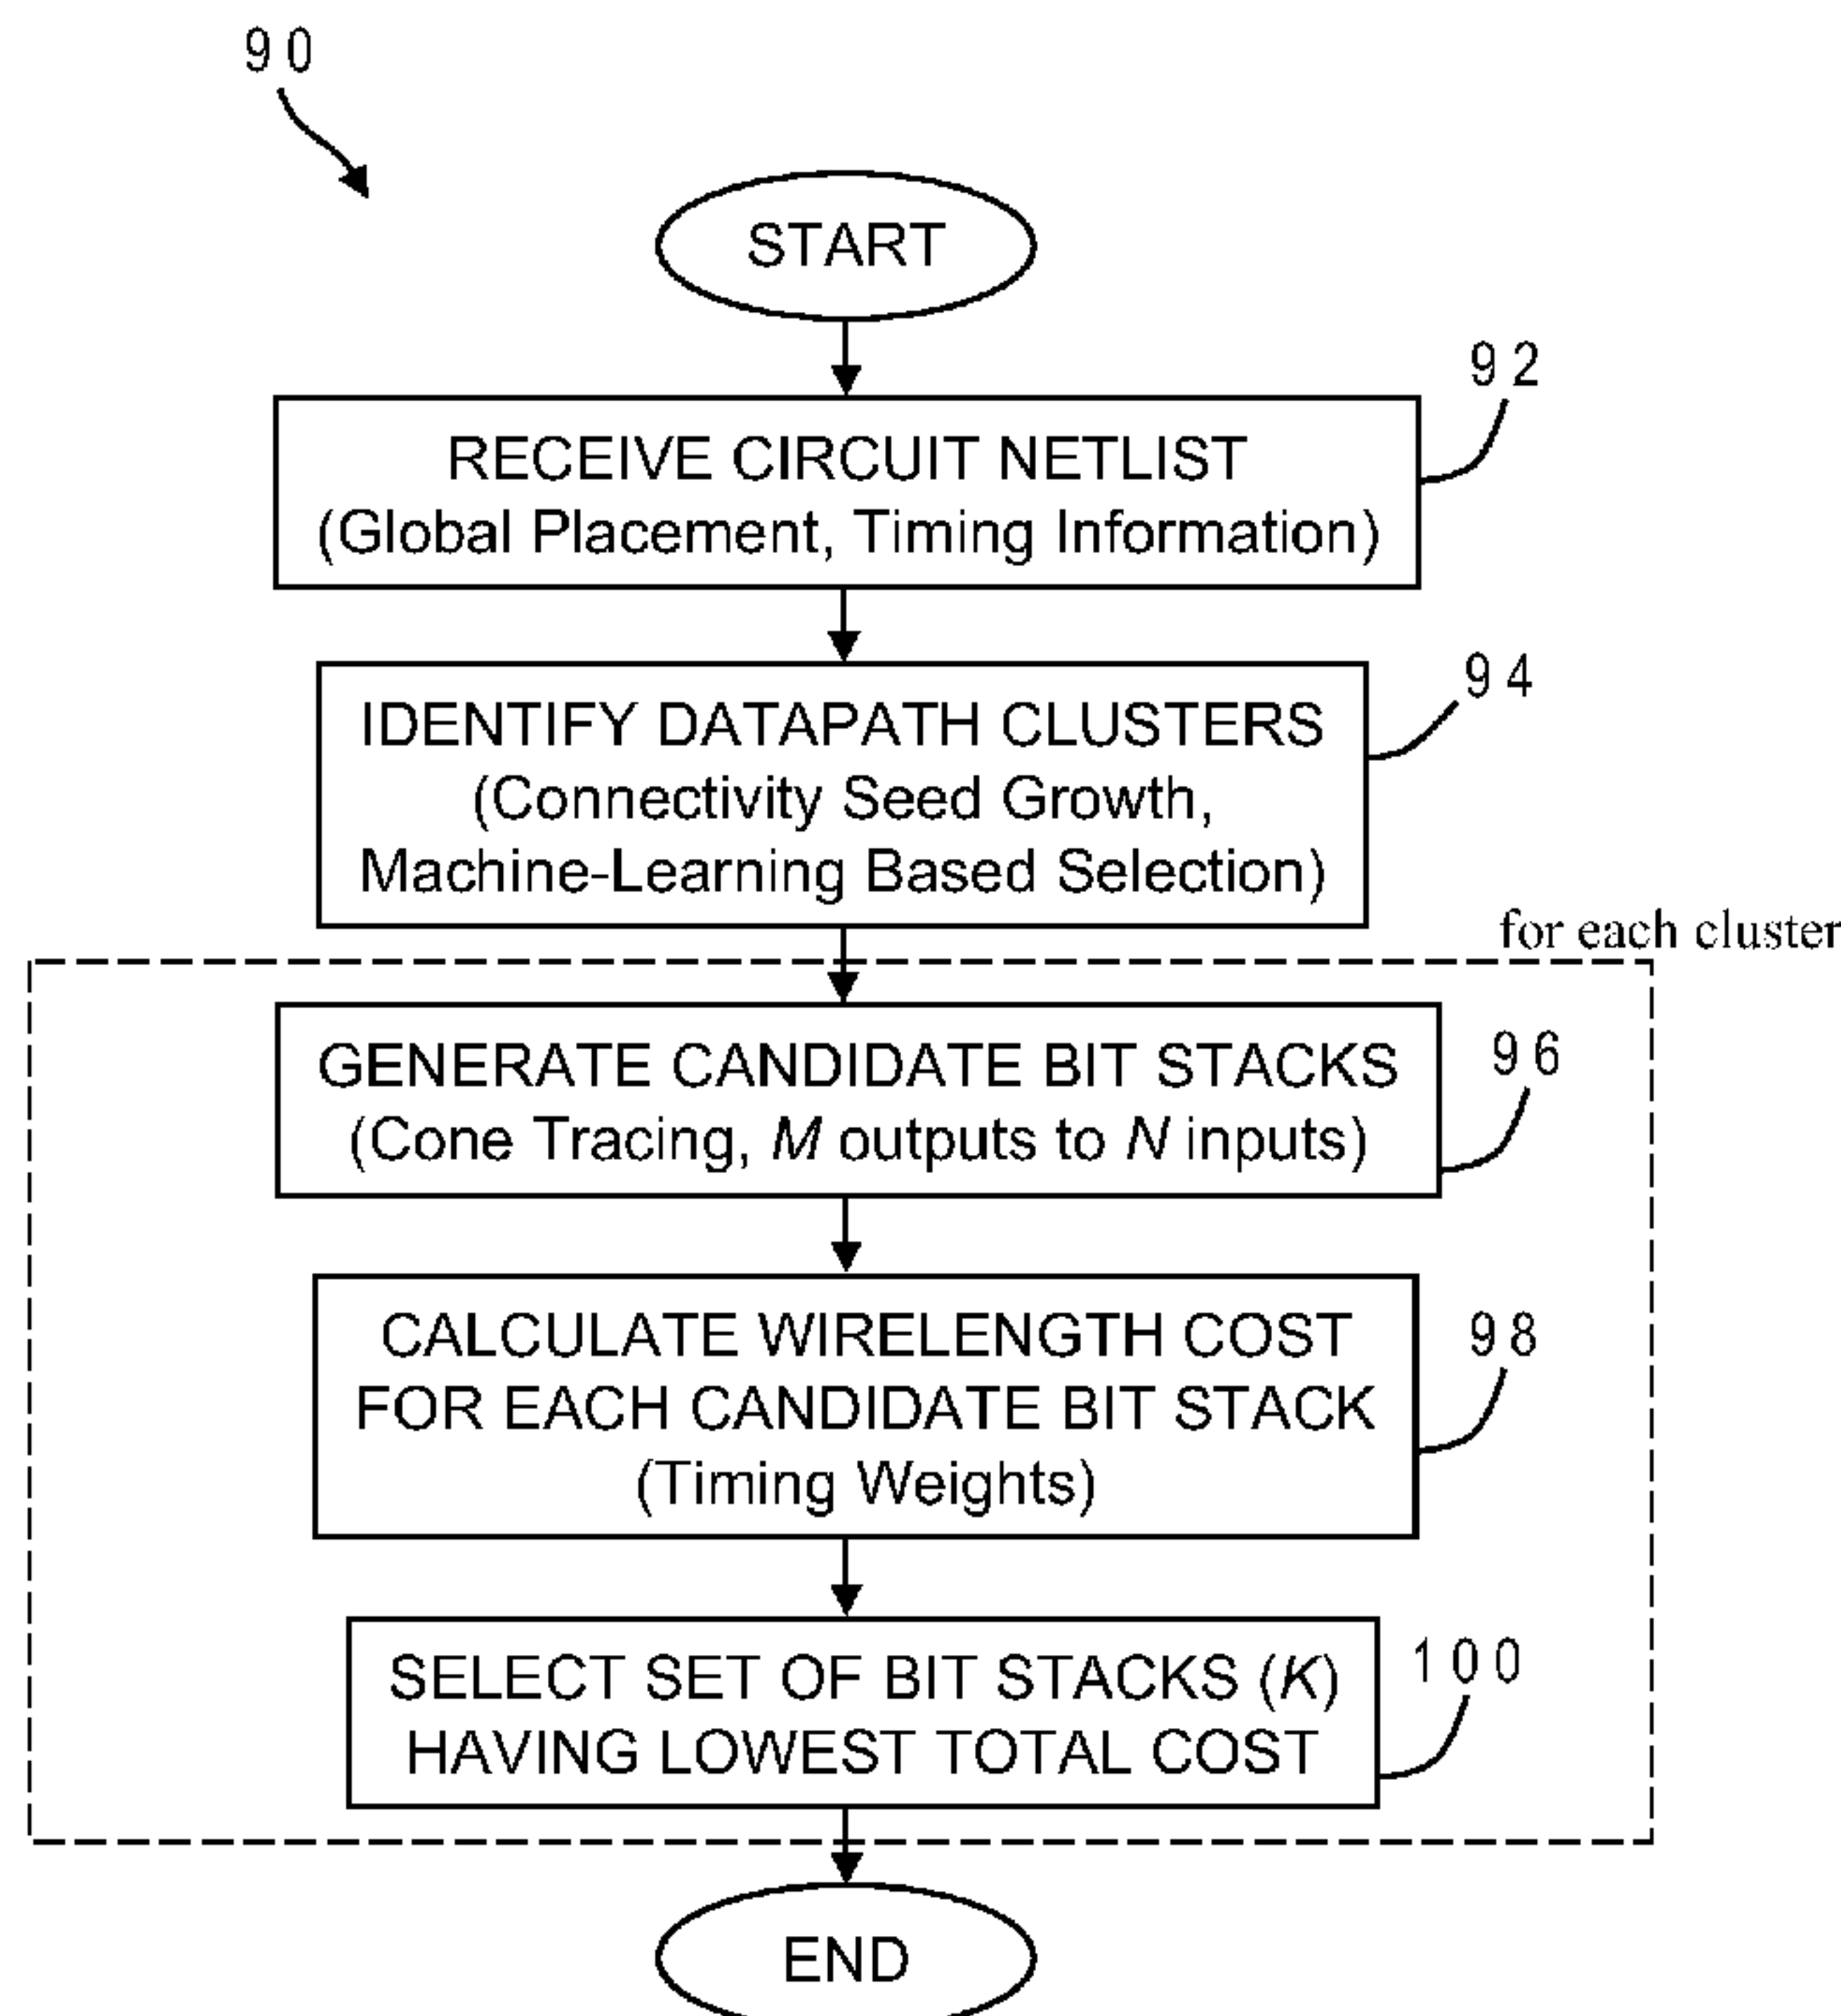 90
START
92
RECEIVE CIRCUIT NETLIST
(Global Placement, Timing Information)
94
IDENTIFY DATAPATH CLUSTERS
(Connectivity Seed Growth,
Machine-Learning Based Selection)
for each cluster
96
GENERATE CANDIDATE BIT STACKS
(Cone Tracing, M outputs to N inputs)
98
CALCULATE WIRELENGTH COST
FOR EACH CANDIDATE BIT STACK
(Timing Weights)
100
SELECT SET OF BIT STACKS (K)
HAVING LOWEST TOTAL COST
END